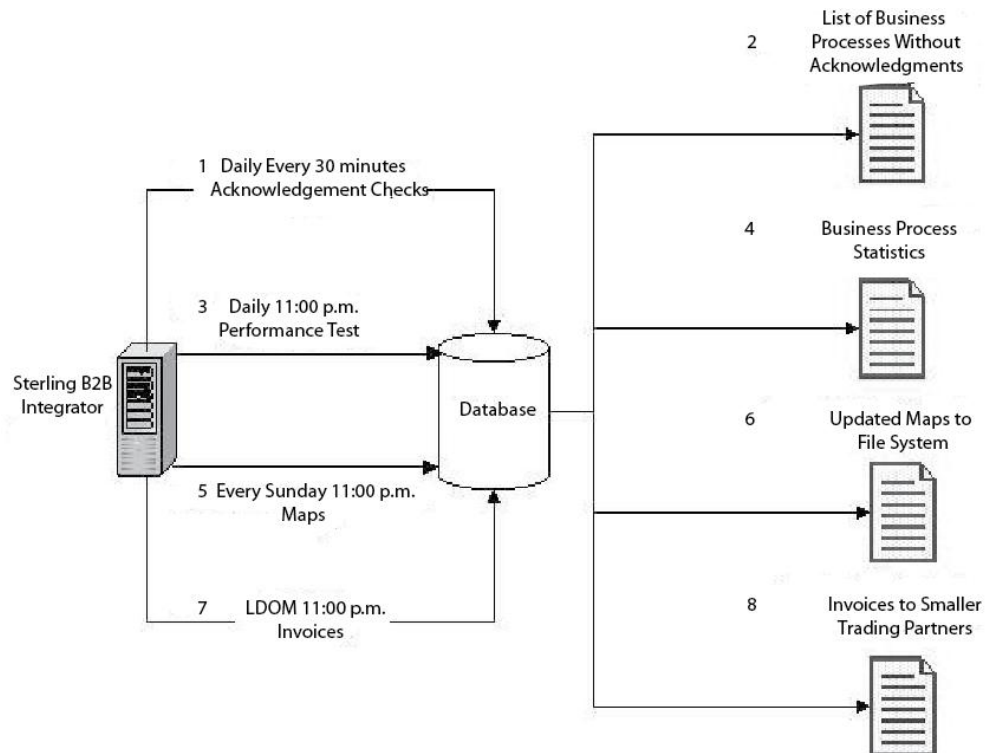 List of Business
2 Processes Without
Acknowledgments
1 Daily Every 30 minutes
Acknowledgement Checks
4 Business Process
Statistics
3 Daily 11:00 p.m.
Performance Test
Sterling B2B
Integrator
Database
6 Updated Maps to
File System
5 Every Sunday 11:00 p.m.
Maps
7 LDOM 11:00 p.m.
Invoices
8 Invoices to Smaller
Trading Partners